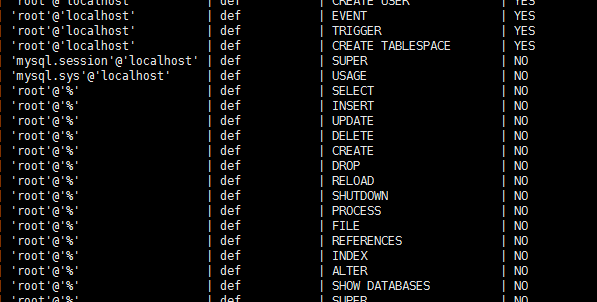 'root'@'localhost' | def | CREATE USER | YES
'root'@'localhost' | def | EVENT | YES
'root'@'localhost' | def | TRIGGER | YES
'root'@'localhost' | def | CREATE TABLESPACE | YES
'mysql.session'@'localhost' | def | SUPER | NO
'mysql.sys'@'localhost' | def | USAGE | NO
'root'@'%' | def | SELECT | NO
'root'@'%' | def | INSERT | NO
'root'@'%' | def | UPDATE | NO
'root'@'%' | def | DELETE | NO
'root'@'%' | def | CREATE | NO
'root'@'%' | def | DROP | NO
'root'@'%' | def | RELOAD | NO
'root'@'%' | def | SHUTDOWN | NO
'root'@'%' | def | PROCESS | NO
'root'@'%' | def | FILE | NO
'root'@'%' | def | REFERENCES | NO
'root'@'%' | def | INDEX | NO
'root'@'%' | def | ALTER | NO
'root'@'%' | def | SHOW DATABASES | NO
'root'@'%' | def | SUPER | NO